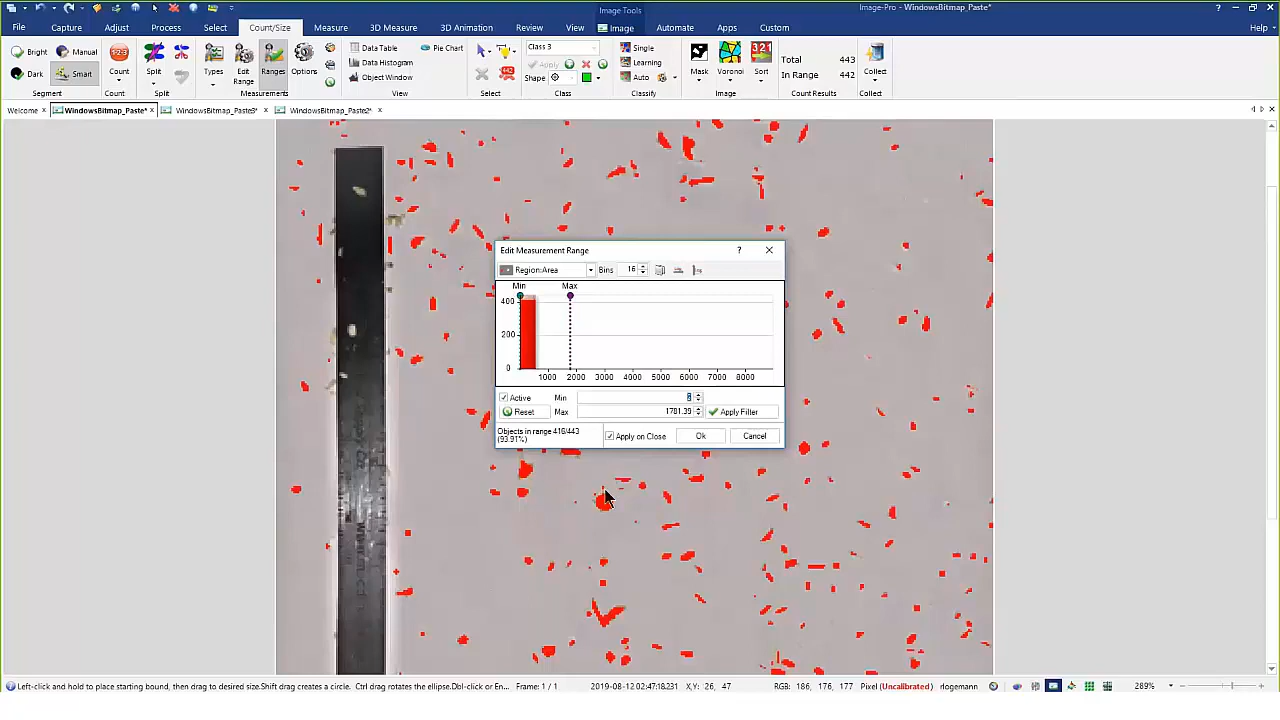 Image Tools
Image-Pro - WindowsBitmap_Paste*
File Capture Adjust Process Select Count/Size Measure 3D Measure 3D Animation Review View Image Automate Apps Custom Help
Bright Manual
Dark Smart
Segment
Count
Count
Split
Split
Types Edit Range Ranges Options
Measurements
Data Table Pie Chart
Data Histogram
Object Window
View
Select
Class 3
Apply
Shape
Class
Single
Learning
Auto
Classify
Mask Voronoi Sort
Image
Total 443
In Range 442
Count Results
Collect
Collect
Welcome WindowsBitmap_Paste* WindowsBitmap_Paste3* WindowsBitmap_Paste2*
Edit Measurement Range
Region:Area Bins 16
Min Max
400
200
0
1000 2000 3000 4000 5000 6000 7000 8000
Active Min
Reset Max 1781.39 Apply Filter
Objects in range 416/443
(93.91%)
Apply on Close Ok Cancel
Left-click and hold to place starting bound, then drag to desired size.Shift drag creates a circle. Ctrl drag rotates the ellipse.Dbl-click or En... Frame: 1 / 1 2019-08-12 02:47:18.231 X,Y: 26, 47 RGB: 186, 176, 177 Pixel (Uncalibrated) rlogemann 289%